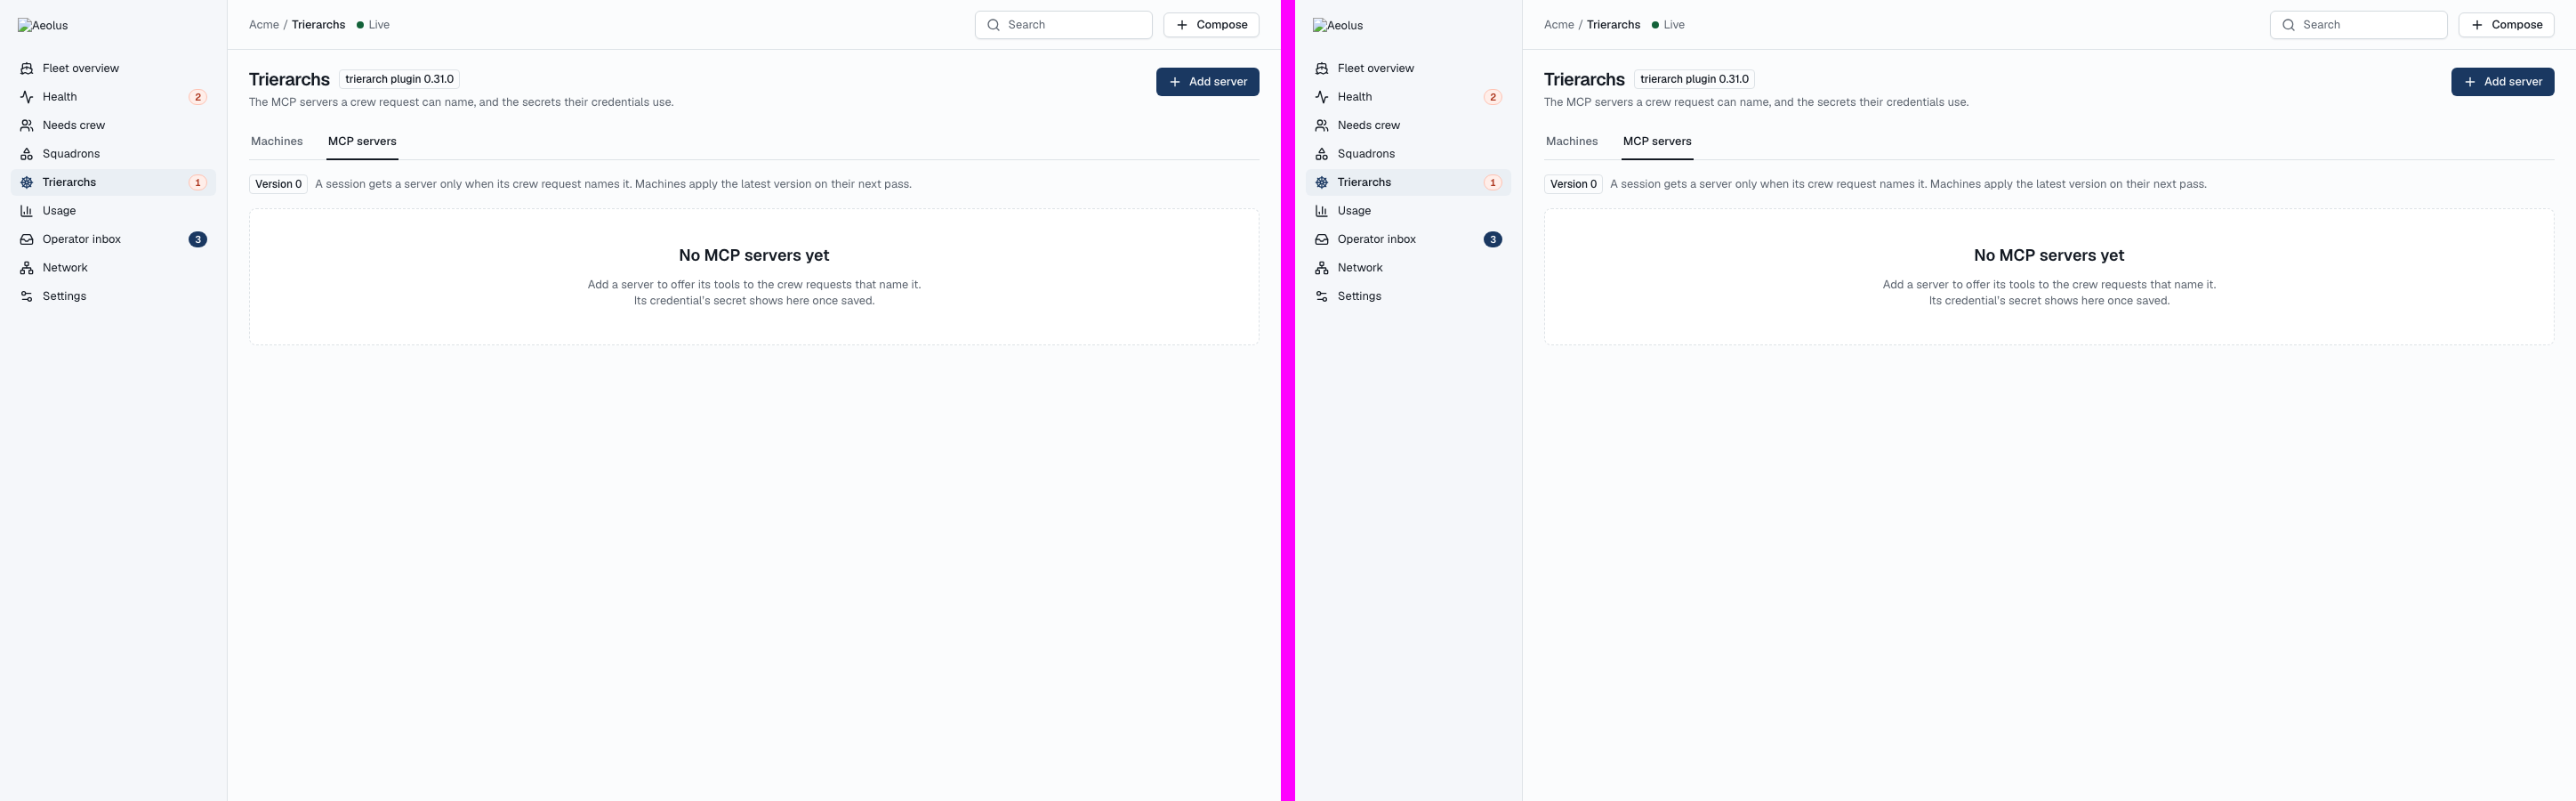 Aeolus
Fleet overview
Health 2
Needs crew
Squadrons
Trierarchs 1
Usage
Operator inbox 3
Network
Settings
Acme / Trierarchs Live
Search
Compose
Trierarchs trierarch plugin 0.31.0
Add server
The MCP servers a crew request can name, and the secrets their credentials use.
Machines MCP servers
Version 0 A session gets a server only when its crew request names it. Machines apply the latest version on their next pass.
No MCP servers yet
Add a server to offer its tools to the crew requests that name it.
Its credential's secret shows here once saved.
Aeolus
Fleet overview
Health 2
Needs crew
Squadrons
Trierarchs 1
Usage
Operator inbox 3
Network
Settings
Acme / Trierarchs Live
Search
Compose
Trierarchs trierarch plugin 0.31.0
Add server
The MCP servers a crew request can name, and the secrets their credentials use.
Machines MCP servers
Version 0 A session gets a server only when its crew request names it. Machines apply the latest version on their next pass.
No MCP servers yet
Add a server to offer its tools to the crew requests that name it.
Its credential's secret shows here once saved.